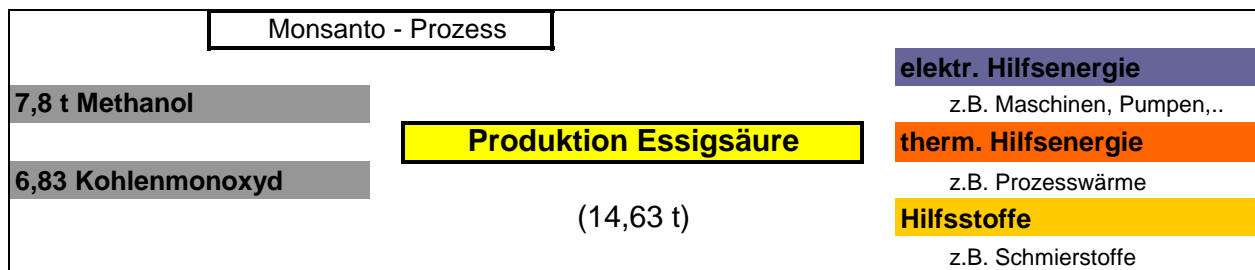 Monsanto - Prozess
elektr. Hilfsenergie
7,8 t Methanol
z.B. Maschinen, Pumpen,..
Produktion Essigsäure
therm. Hilfsenergie
6,83 Kohlenmonoxyd
z.B. Prozesswärme
(14,63 t)
Hilfsstoffe
z.B. Schmierstoffe